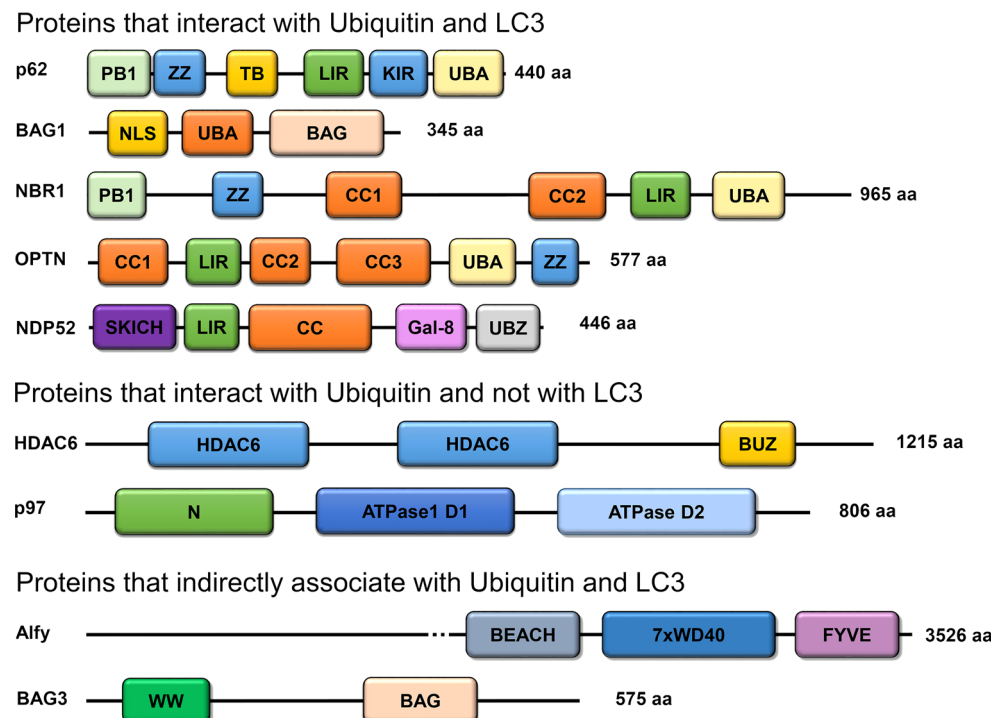 Proteins that interact with Ubiquitin and LC3
p62 PB1 ZZ TB LIR KIR UBA 440 aa
BAG1 NLS UBA BAG 345 aa
NBR1 PB1 ZZ CC1 CC2 LIR UBA 965 aa
OPTN CC1 LIR CC2 CC3 UBA ZZ 577 aa
NDP52 SKICH LIR CC Gal-8 UBZ 446 aa
Proteins that interact with Ubiquitin and not with LC3
HDAC6 HDAC6 HDAC6 BUZ 1215 aa
p97 N ATPase1 D1 ATPase D2 806 aa
Proteins that indirectly associate with Ubiquitin and LC3
Alfy BEACH 7xWD40 FYVE 3526 aa
BAG3 WW BAG 575 aa